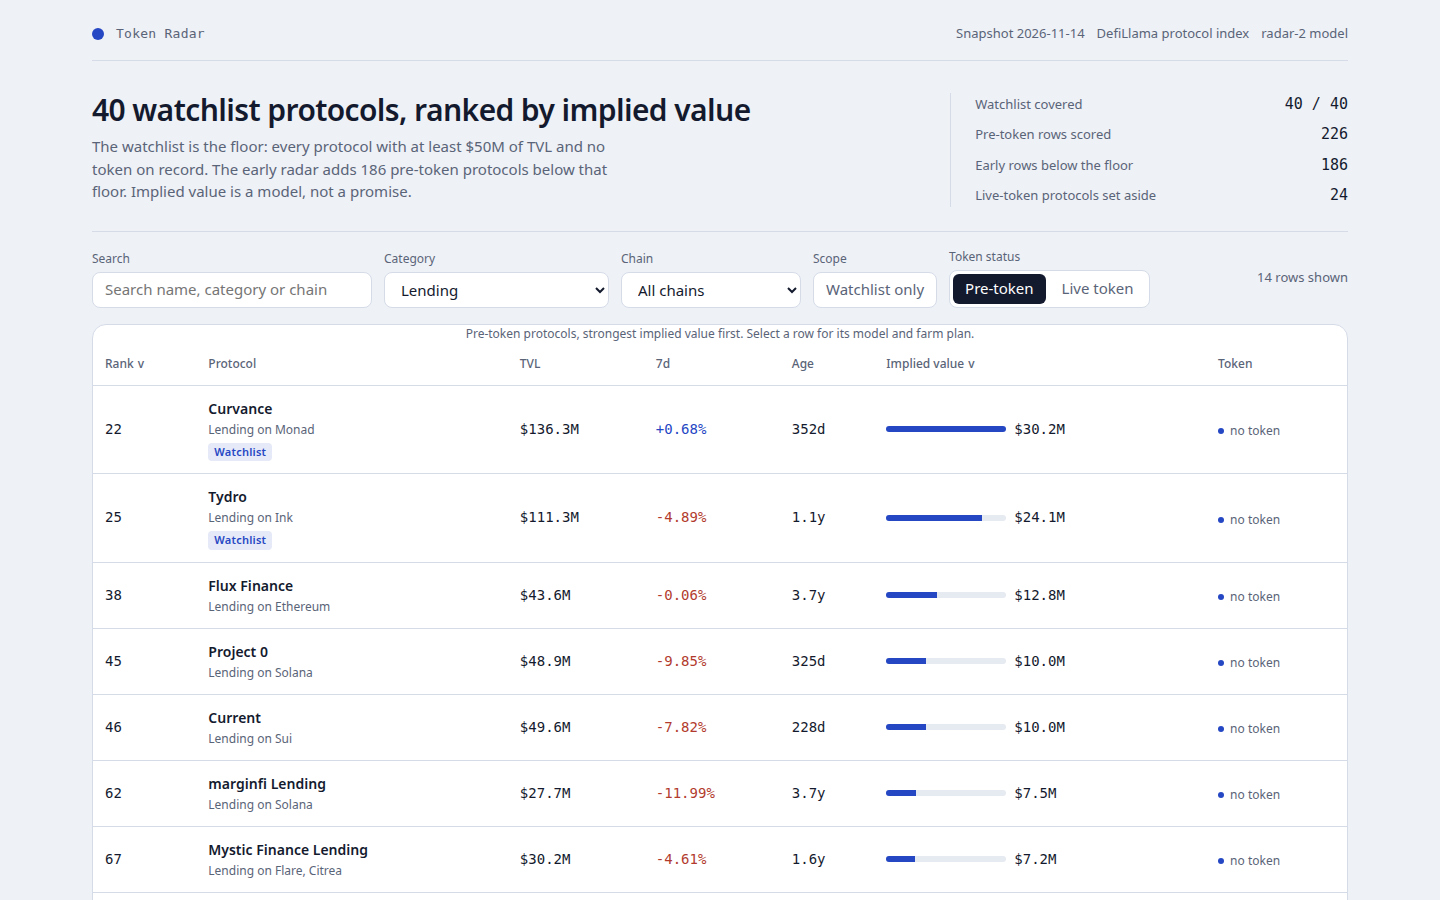 Token Radar
Snapshot 2026-11-14 DefiLlama protocol index radar-2 model
40 watchlist protocols, ranked by implied value
The watchlist is the floor: every protocol with at least $50M of TVL and no
token on record. The early radar adds 186 pre-token protocols below that
floor. Implied value is a model, not a promise.
Watchlist covered 40 / 40
Pre-token rows scored 226
Early rows below the floor 186
Live-token protocols set aside 24
Search Category Chain Scope Token status
Search name, category or chain Lending All chains Watchlist only Pre-token Live token 14 rows shown
Pre-token protocols, strongest implied value first. Select a row for its model and farm plan.
Rank v Protocol TVL 7d Age Implied value v Token
Curvance
22 Lending on Monad $136.3M +0.68% 352d $30.2M no token
Watchlist
Tydro
25 Lending on Ink $111.3M -4.89% 1.1y $24.1M no token
Watchlist
Flux Finance
38 Lending on Ethereum $43.6M -0.06% 3.7y $12.8M no token
Project 0
45 Lending on Solana $48.9M -9.85% 325d $10.0M no token
Current
46 Lending on Sui $49.6M -7.82% 228d $10.0M no token
marginfi Lending
62 Lending on Solana $27.7M -11.99% 3.7y $7.5M no token
Mystic Finance Lending
67 Lending on Flare, Citrea $30.2M -4.61% 1.6y $7.2M no token